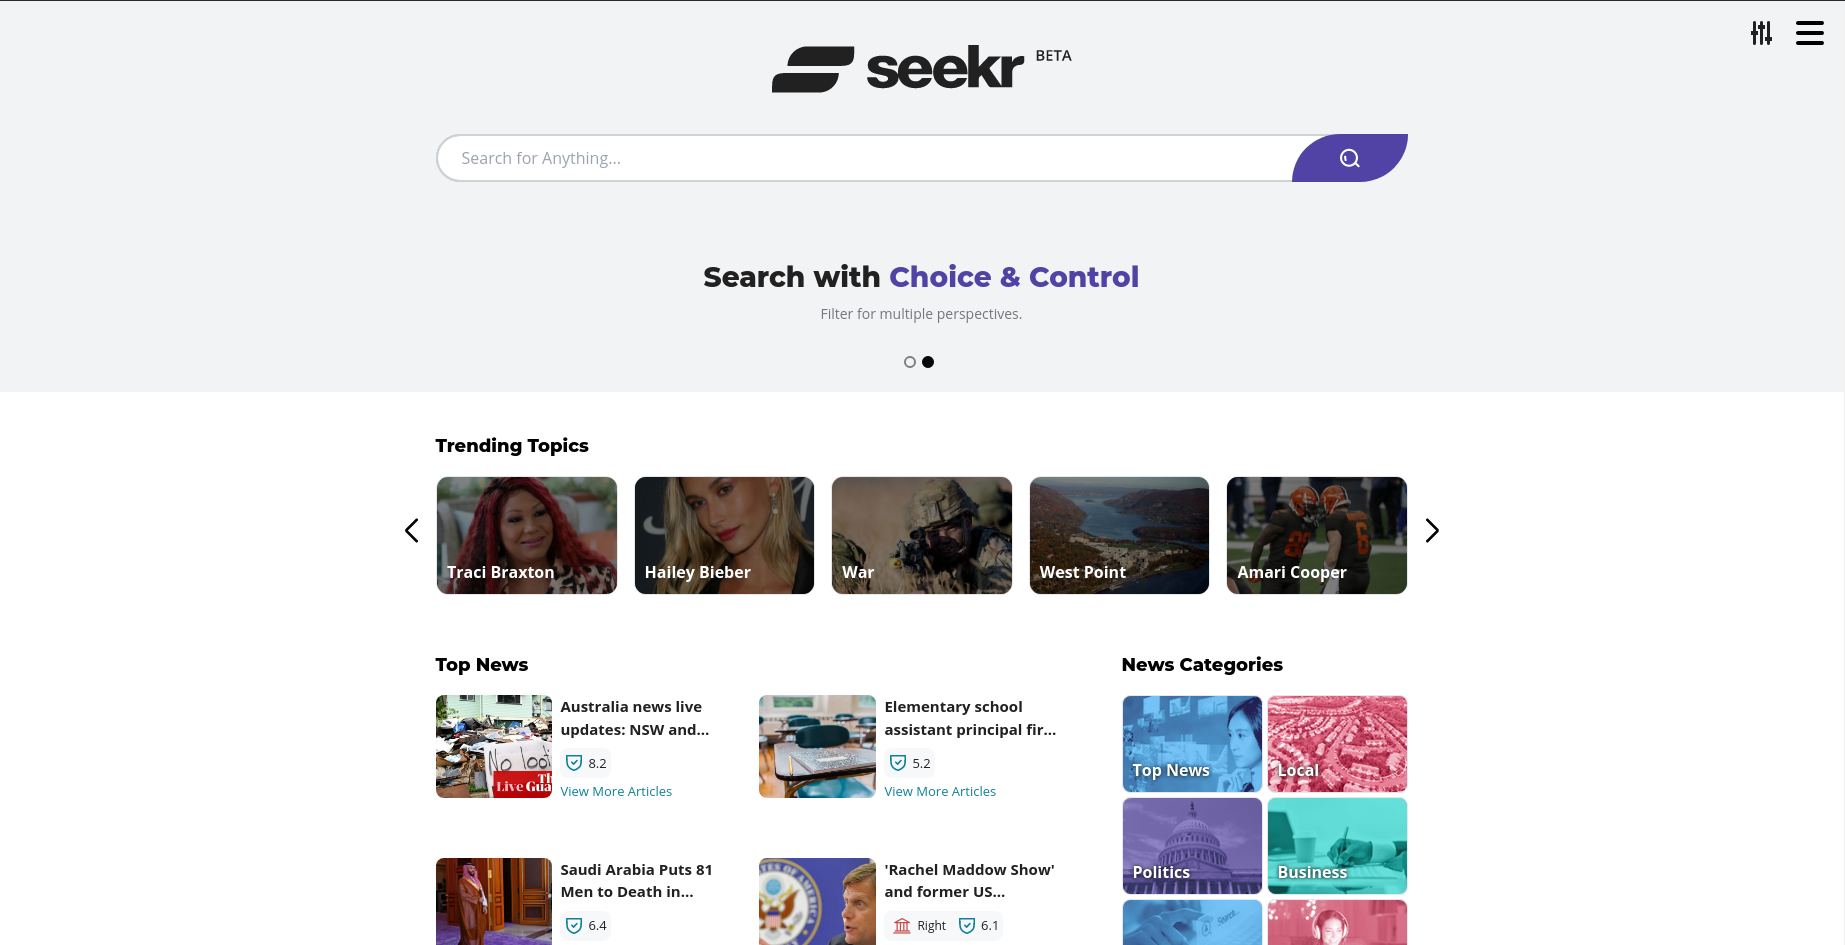 seekr BETA
Search for Anything...
Search with Choice & Control
Filter for multiple perspectives.
Trending Topics
Traci Braxton
Hailey Bieber
War
West Point
Amari Cooper
Top News
Australia news live
updates: NSW and...
8.2
View More Articles
NO
Live Gua
Elementary school
assistant principal fir...
5.2
View More Articles
Saudi Arabia Puts 81
Men to Death in...
6.4
'Rachel Maddow Show'
and former US...
Right 6.1
News Categories
Top News
Local
Politics
Business